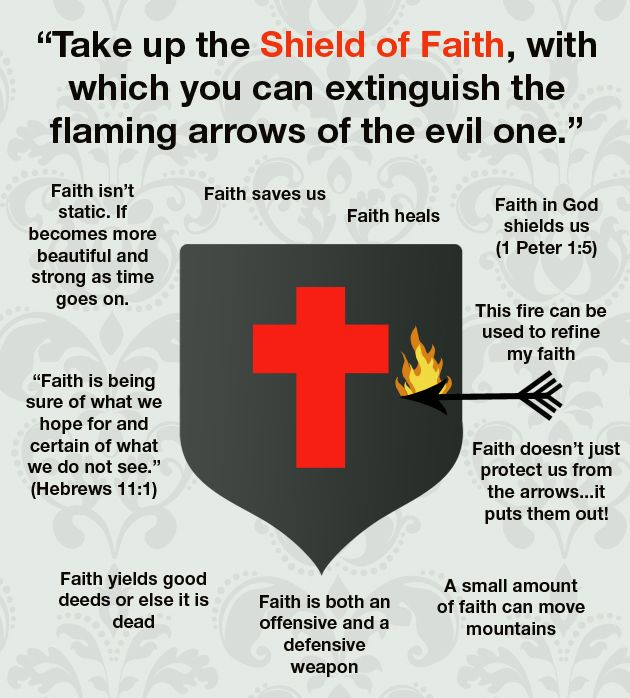 “Take up the Shield of Faith, with
which you can extinguish the
flaming arrows of the evil one.”
Faith isn’t
static. If
becomes more
beautiful and
strong as time
goes on.
Faith saves us
Faith heals
Faith in God
shields us
(1 Peter 1:5)
This fire can be
used to refine
my faith
“Faith is being
sure of what we
hope for and
certain of what
we do not see.”
(Hebrews 11:1)
Faith doesn’t just
protect us from
the arrows...it
puts them out!
Faith yields good
deeds or else it is
dead
Faith is both an
offensive and a
defensive
weapon
A small amount
of faith can move
mountains